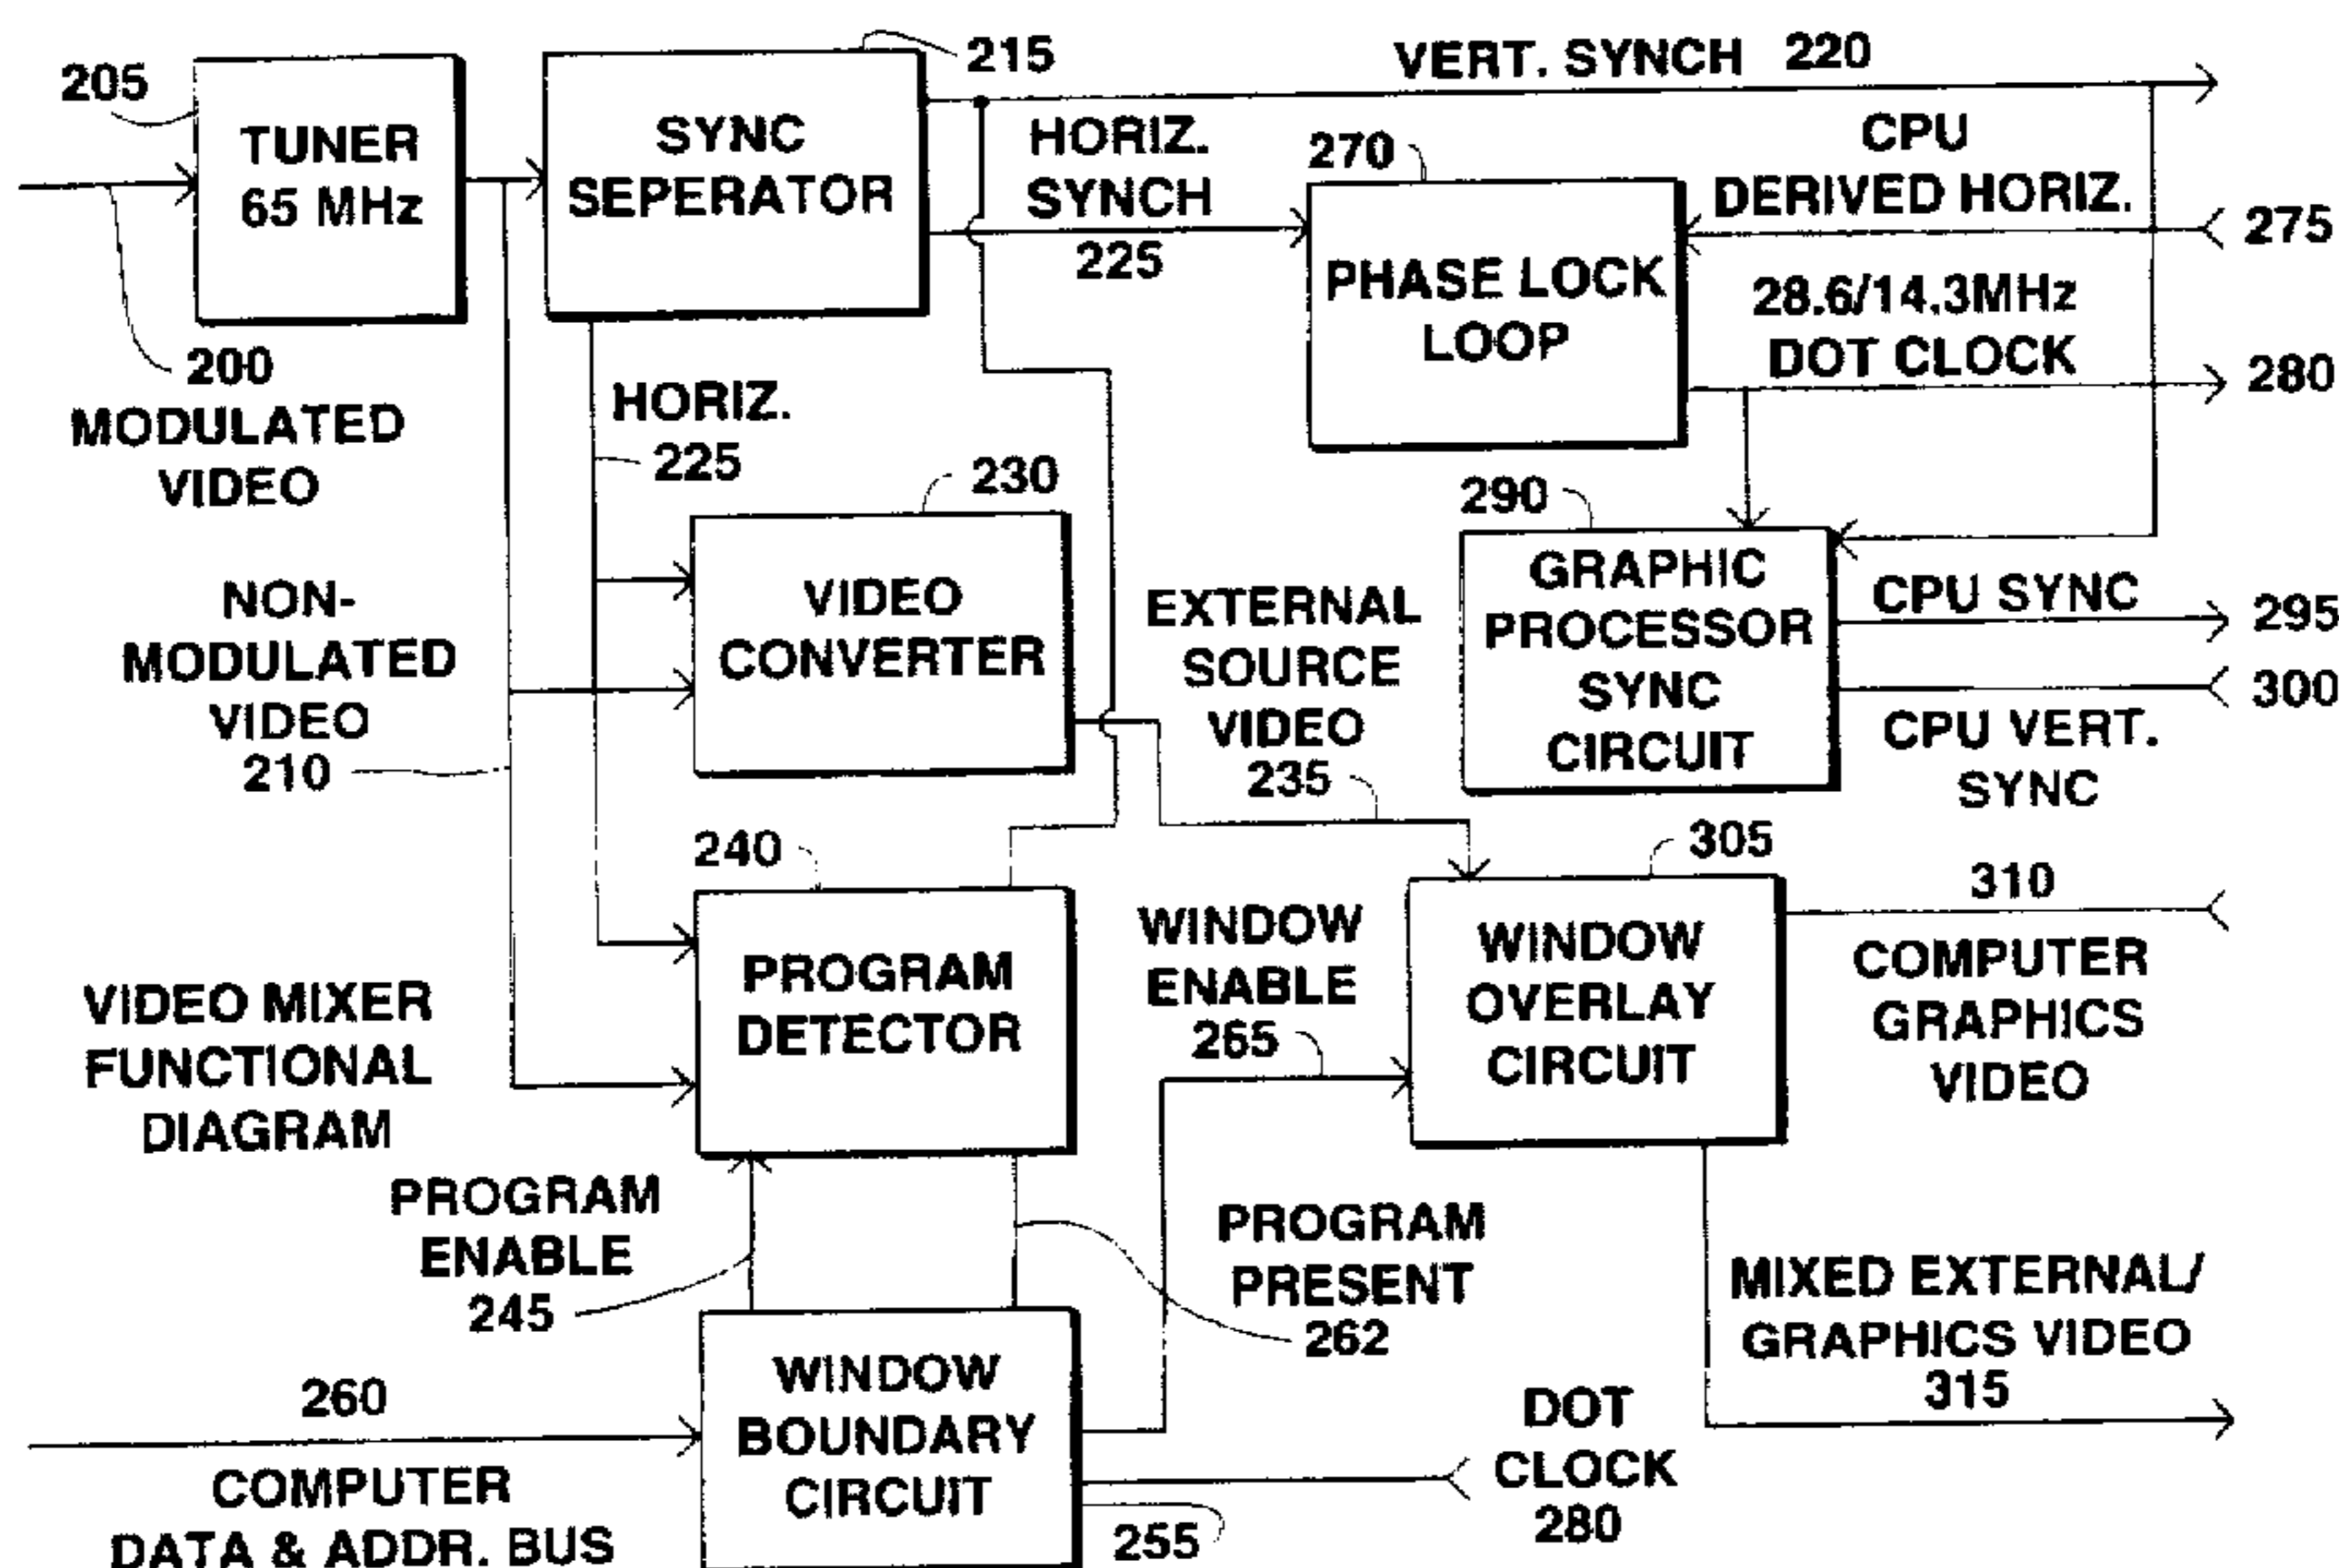 205
TUNER
65 MHz
200
MODULATED
VIDEO
215
SYNC
SEPERATOR
VERT. SYNCH 220
HORIZ.
SYNCH
225
270
PHASE LOCK
LOOP
CPU
DERIVED HORIZ.
275
28.6/14.3MHz
DOT CLOCK
280
HORIZ.
225
230
VIDEO
CONVERTER
NON-
MODULATED
VIDEO
210
EXTERNAL
SOURCE
VIDEO
235
290
GRAPHIC
PROCESSOR
SYNC
CIRCUIT
CPU SYNC
295
300
CPU VERT.
SYNC
240
PROGRAM
DETECTOR
VIDEO MIXER
FUNCTIONAL
DIAGRAM
WINDOW
ENABLE
265
305
WINDOW
OVERLAY
CIRCUIT
310
COMPUTER
GRAPHICS
VIDEO
PROGRAM
ENABLE
245
PROGRAM
PRESENT
262
MIXED EXTERNAL/
GRAPHICS VIDEO
315
260
COMPUTER
DATA & ADDR. BUS
WINDOW
BOUNDARY
CIRCUIT
255
DOT
CLOCK
280